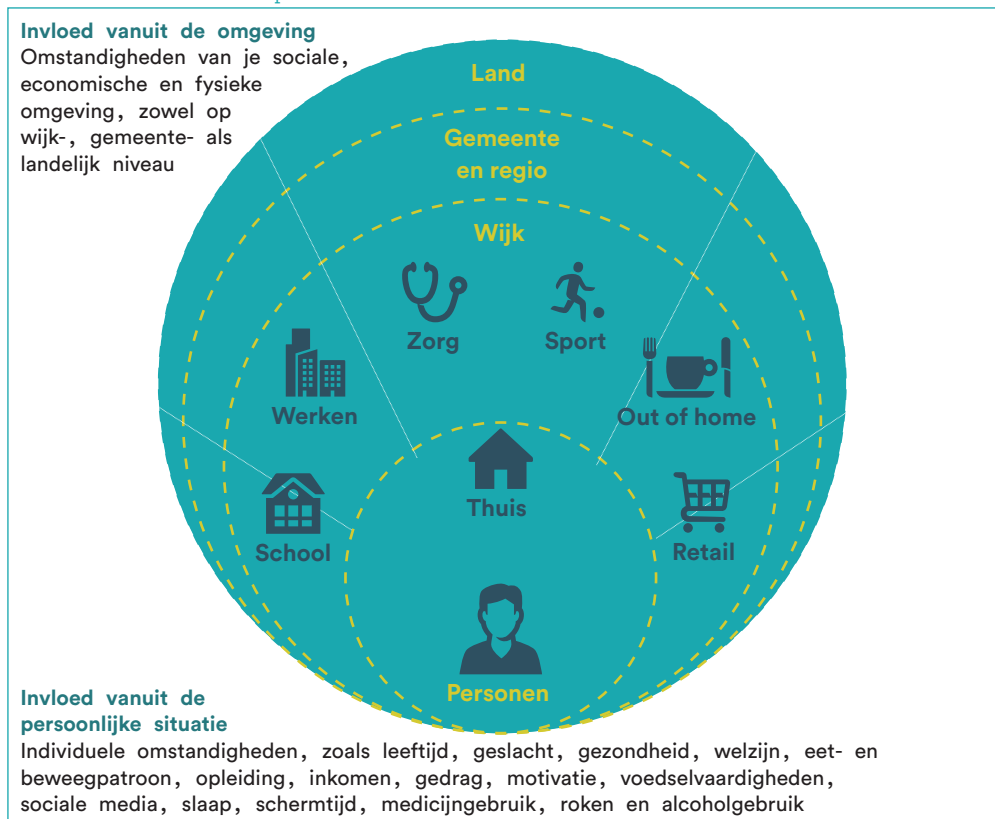 Invloed vanuit de omgeving
Omstandigheden van je sociale,
economische en fysieke
omgeving, zowel op
wijk-, gemeente- als
landelijk niveau
Land
Gemeente
en regio
Wijk
Zorg
Sport
Werken
Out of home
Thuis
School
Retail
Personen
Invloed vanuit de
persoonlijke situatie
Individuele omstandigheden, zoals leeftijd, geslacht, gezondheid, welzijn, eet- en
beweegpatroon, opleiding, inkomen, gedrag, motivatie, voedselvaardigheden,
sociale media, slaap, schermtijd, medicijngebruik, roken en alcoholgebruik